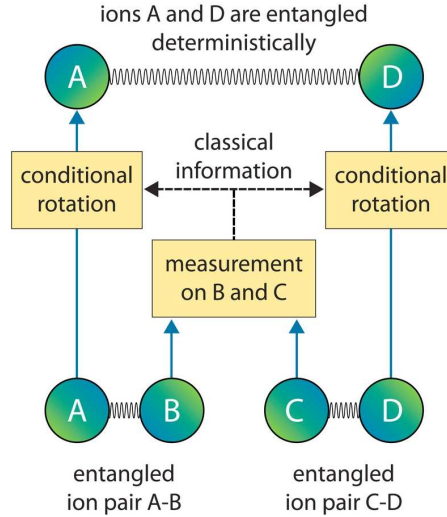 ions A and D are entangled
deterministically
A
D
classical
information
conditional
rotation
conditional
rotation
measurement
on B and C
A
B
C
D
entangled
ion pair A-B
entangled
ion pair C-D